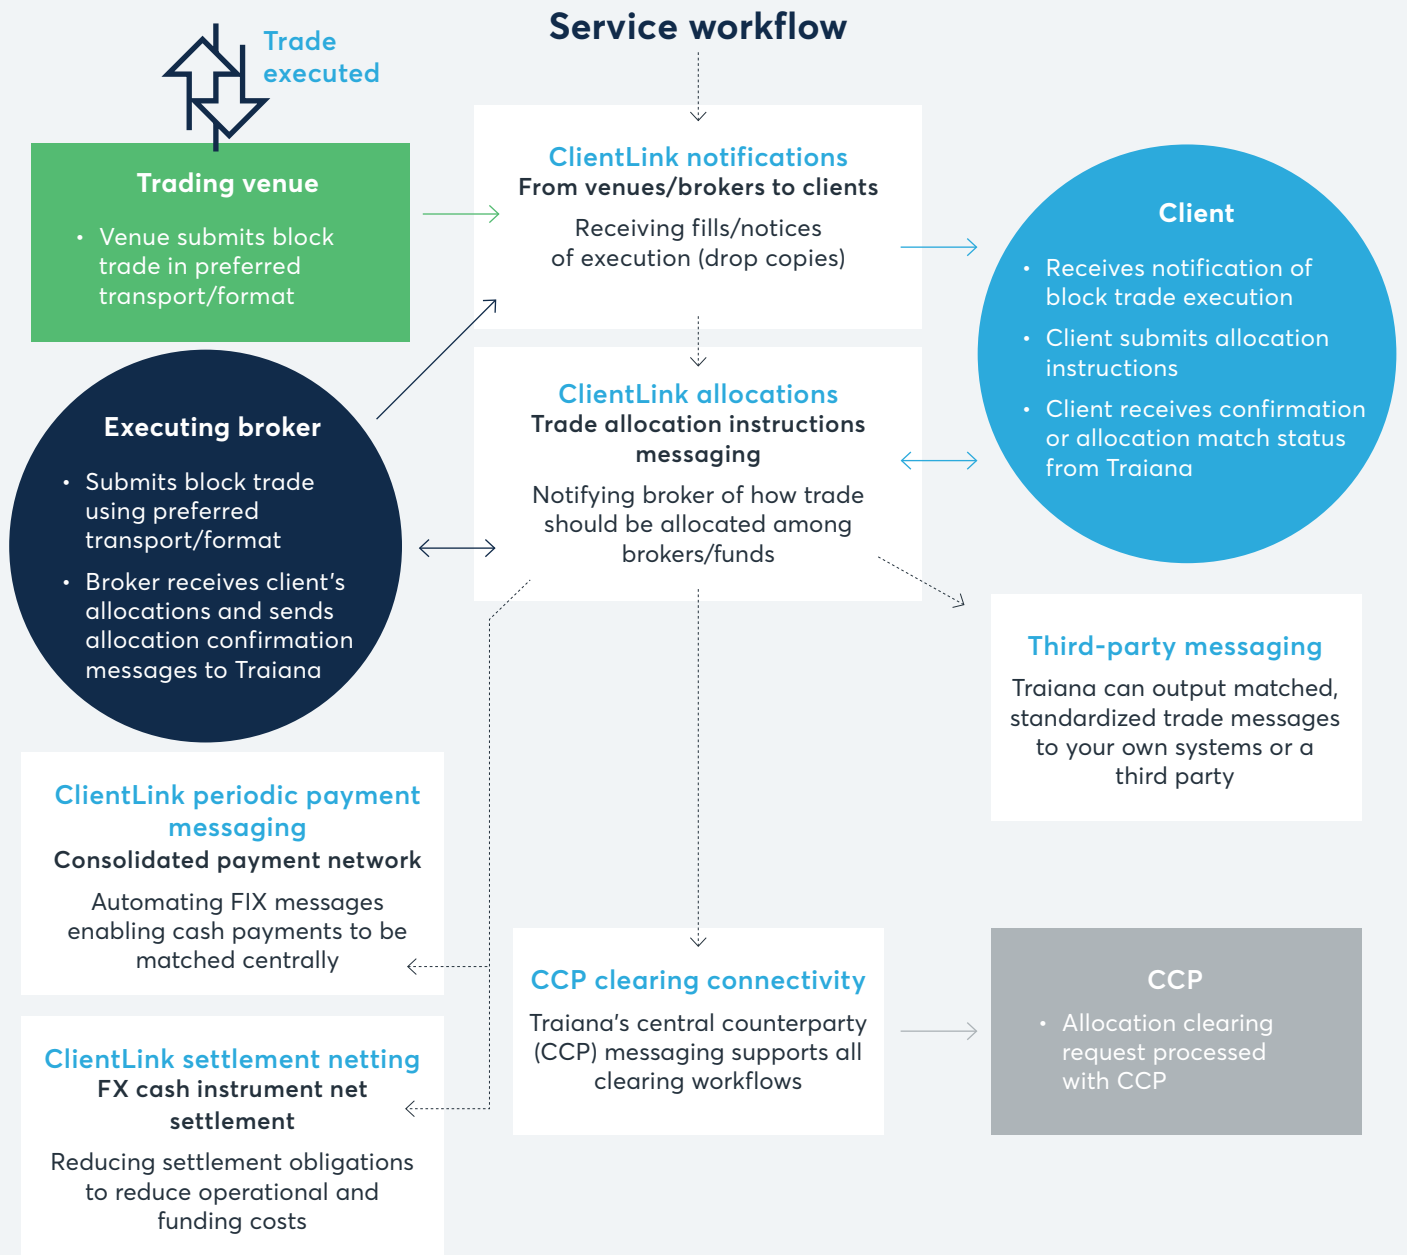 Service workflow
Trade
executed
Trading venue
• Venue submits block
trade in preferred
transport/format
ClientLink notifications
From venues/brokers to clients
Receiving fills/notices
of execution (drop copies)
Client
• Receives notification of
block trade execution
• Client submits allocation
instructions
• Client receives confirmation
or allocation match status
from Traiana
Executing broker
• Submits block trade
using preferred
transport/format
• Broker receives client's
allocations and sends
allocation confirmation
messages to Traiana
ClientLink allocations
Trade allocation instructions
messaging
Notifying broker of how trade
should be allocated among
brokers/funds
Third-party messaging
Traiana can output matched,
standardized trade messages
to your own systems or a
third party
ClientLink periodic payment
messaging
Consolidated payment network
Automating FIX messages
enabling cash payments to be
matched centrally
CCP clearing connectivity
Traiana's central counterparty
(CCP) messaging supports all
clearing workflows
CCP
• Allocation clearing
request processed
with CCP
ClientLink settlement netting
FX cash instrument net
settlement
Reducing settlement obligations
to reduce operational and
funding costs